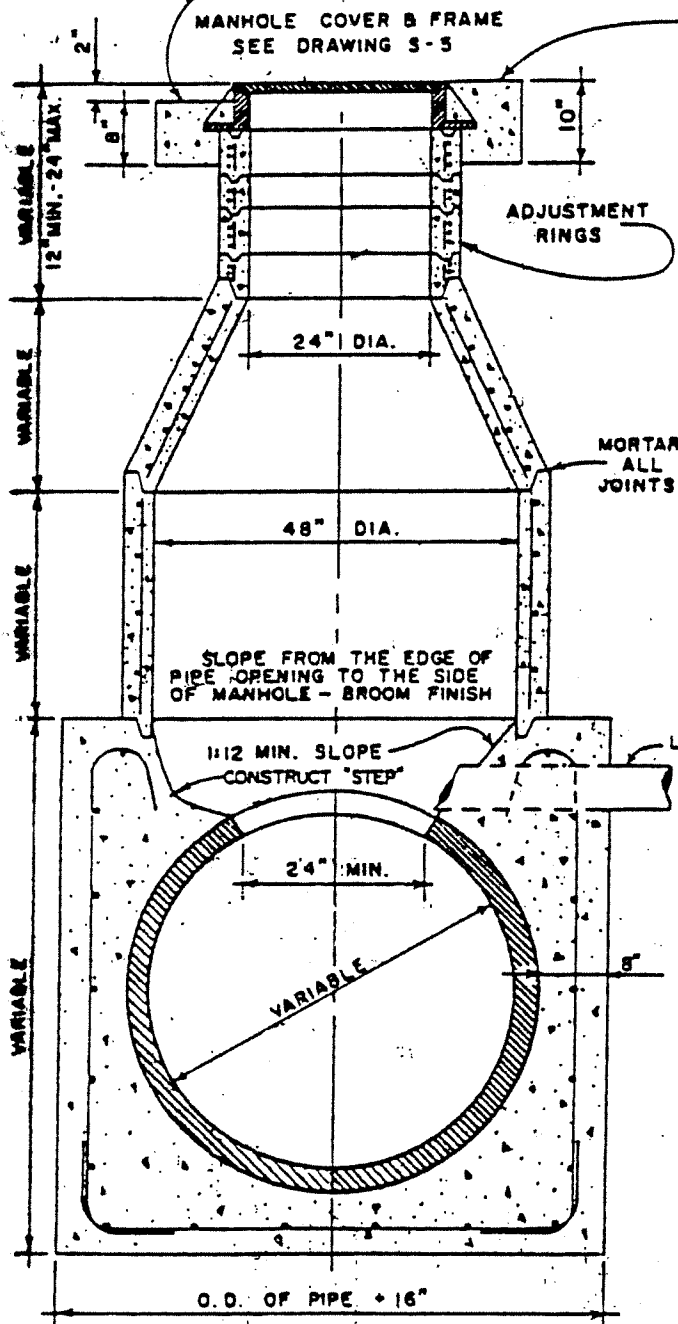 MANHOLE COVER & FRAME
SEE DRAWING S-5
2"
8"
10"
VARIABLE
12" MIN.-24" MAX.
ADJUSTMENT
RINGS
24" DIA.
VARIABLE
MORTAR
ALL
JOINTS
48" DIA.
VARIABLE
SLOPE FROM THE EDGE OF
PIPE OPENING TO THE SIDE
OF MANHOLE - BROOM FINISH
1:12 MIN. SLOPE
CONSTRUCT "STEP"
L
24" MIN.
VARIABLE
8"
VARIABLE
O.D. OF PIPE + 16"